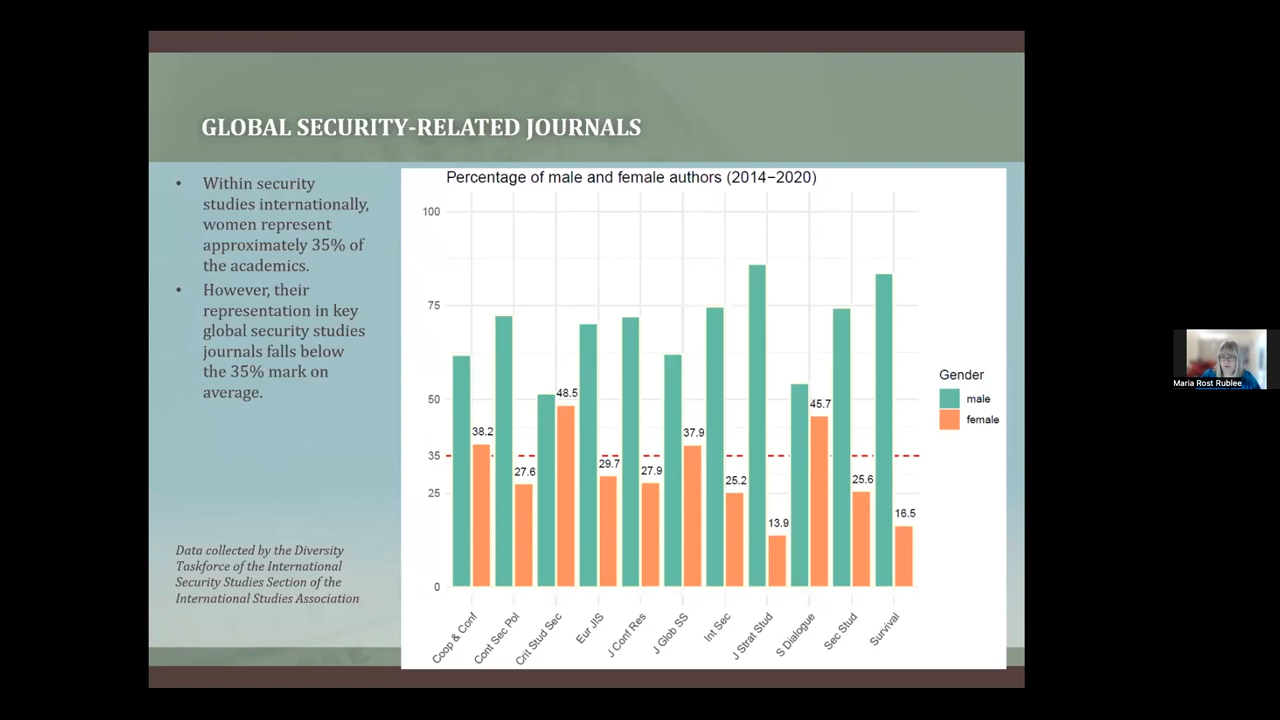 GLOBAL SECURITY-RELATED JOURNALS
• Within security
studies internationally,
women represent
approximately 35% of
the academics.
• However, their
representation in key
global security studies
journals falls below
the 35% mark on
average.
Data collected by the Diversity
Taskforce of the International
Security Studies Section of the
International Studies Association
Percentage of male and female authors (2014−2020)
100
75
50
35
25
0
38.2
27.6
48.5
29.7
27.9
37.9
25.2
13.9
45.7
25.6
16.5
Coop & Conf
Cont Sec Pol
Crit Stud Sec
Eur JIS
J Conf Res
J Glob SS
Int Sec
J Strat Stud
S Dialogue
Sec Stud
Survival
Gender
male
female
Maria Rost Rublee